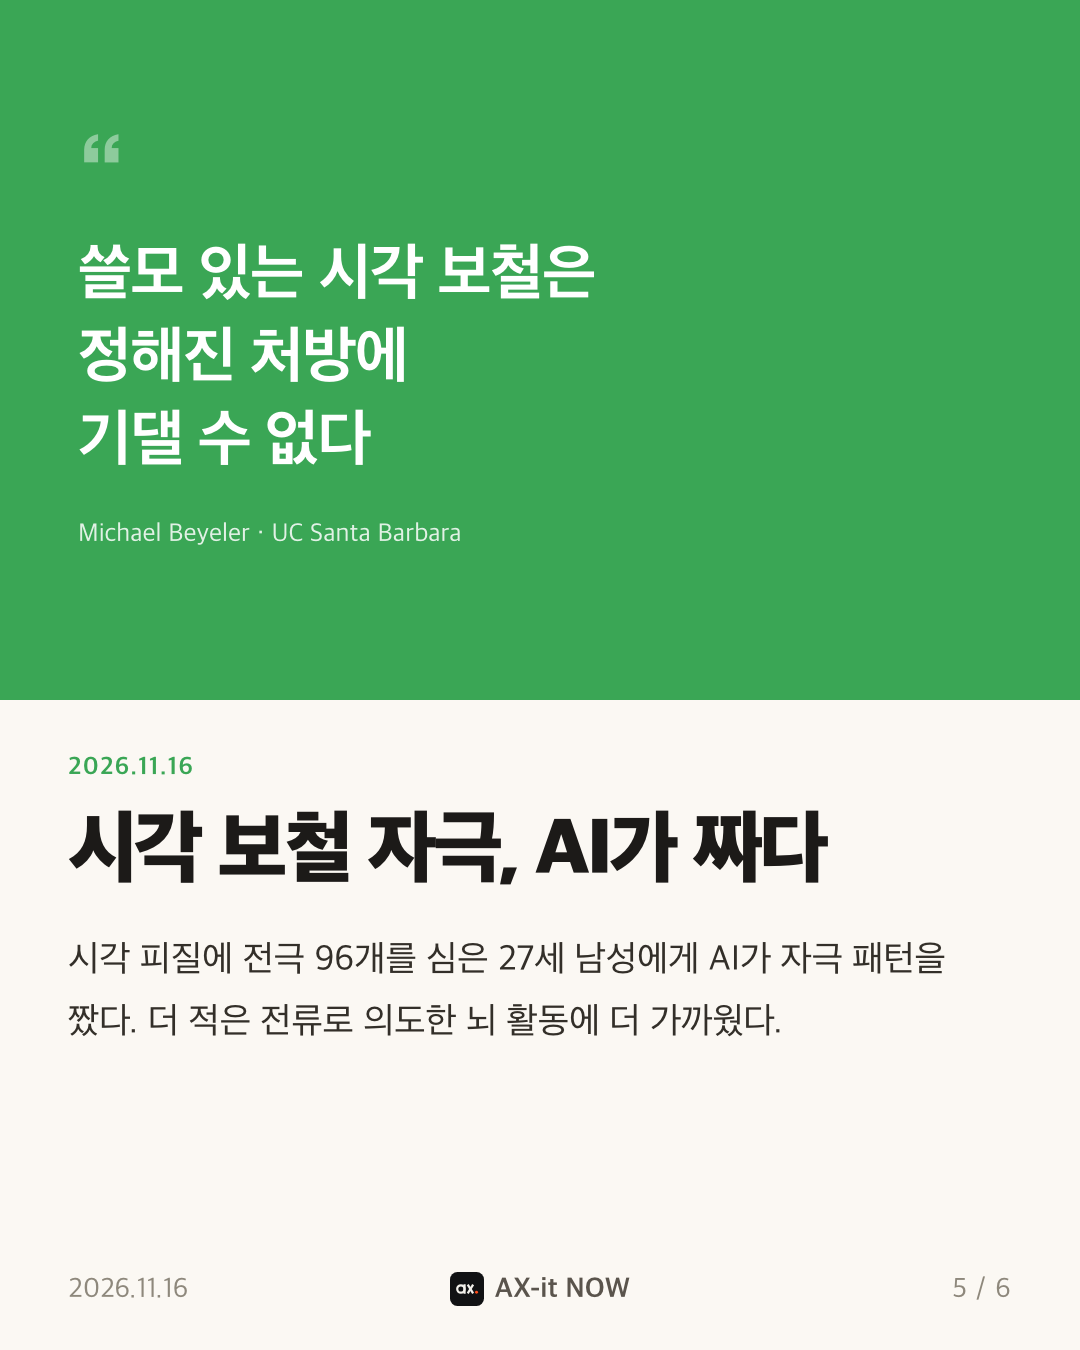 “
쓸모 있는 시각 보철은
정해진 처방에
기댈 수 없다
Michael Beyeler · UC Santa Barbara
2026.11.16
시각 보철 자극, AI가 짜다
시각 피질에 전극 96개를 심은 27세 남성에게 AI가 자극 패턴을
짰다. 더 적은 전류로 의도한 뇌 활동에 더 가까웠다.
2026.11.16
ax.
AX-it NOW
5 / 6